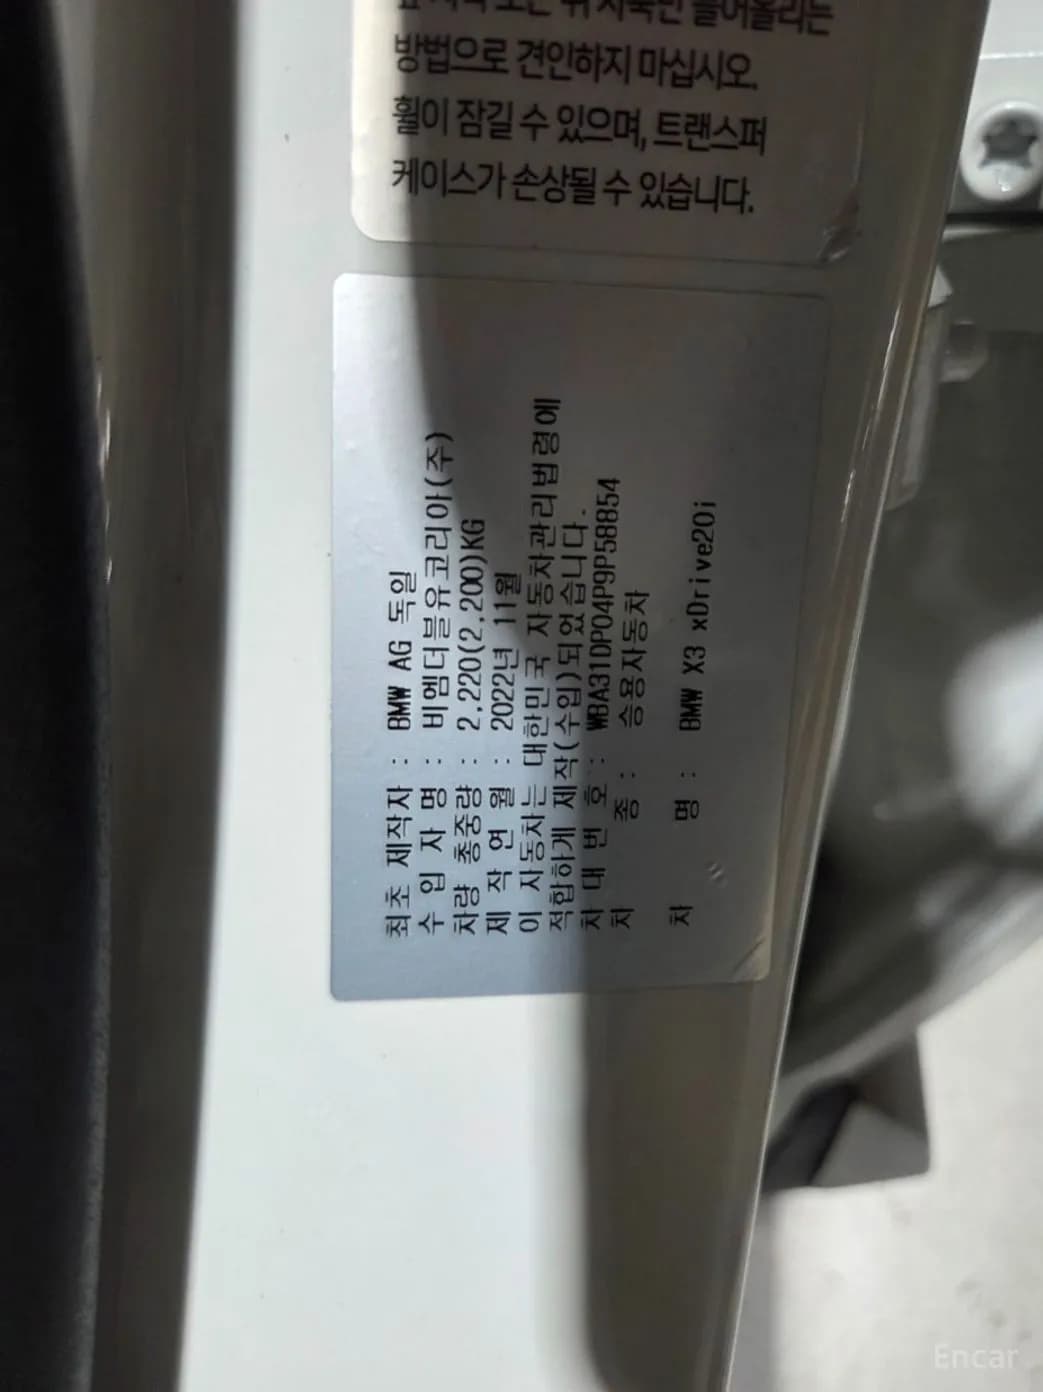 방법으로 견인하지 마십시오.
휠이 잠길 수 있으며, 트랜스퍼
케이스가 손상될 수 있습니다.
최초 제작자 : BMW AG 독일
수 입 자 명 : 비엠더블유코리아(주)
차량 총중량 : 2,220(2,200)KG
제 작 연 월 : 2022년 11월
이 자동차는 대한민국 자동차관리법령에
적합하게 제작(수입)되었습니다.
차 대 번 호 : WBA31DP04P9P58854
차 종 : 승용자동차
차 명 : BMW X3 xDrive20i
Encar